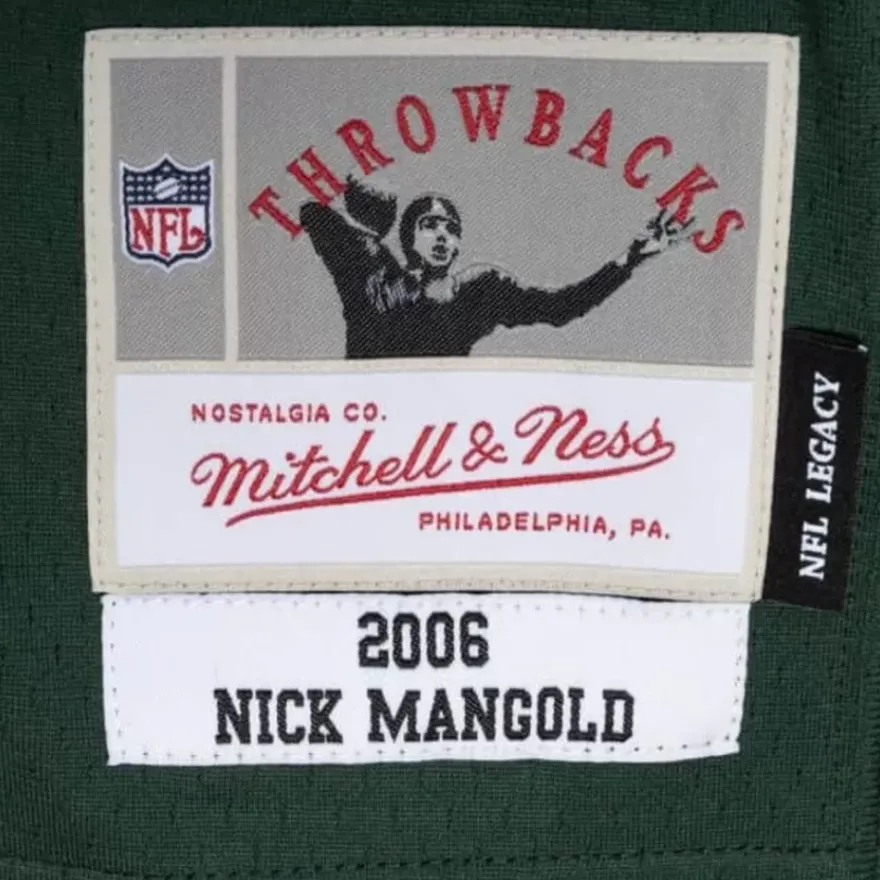 THROWBACKS
NFL
NOSTALGIA CO.
Mitchell & Ness
PHILADELPHIA, PA.
NFL LEGACY
2006
NICK MANGOLD